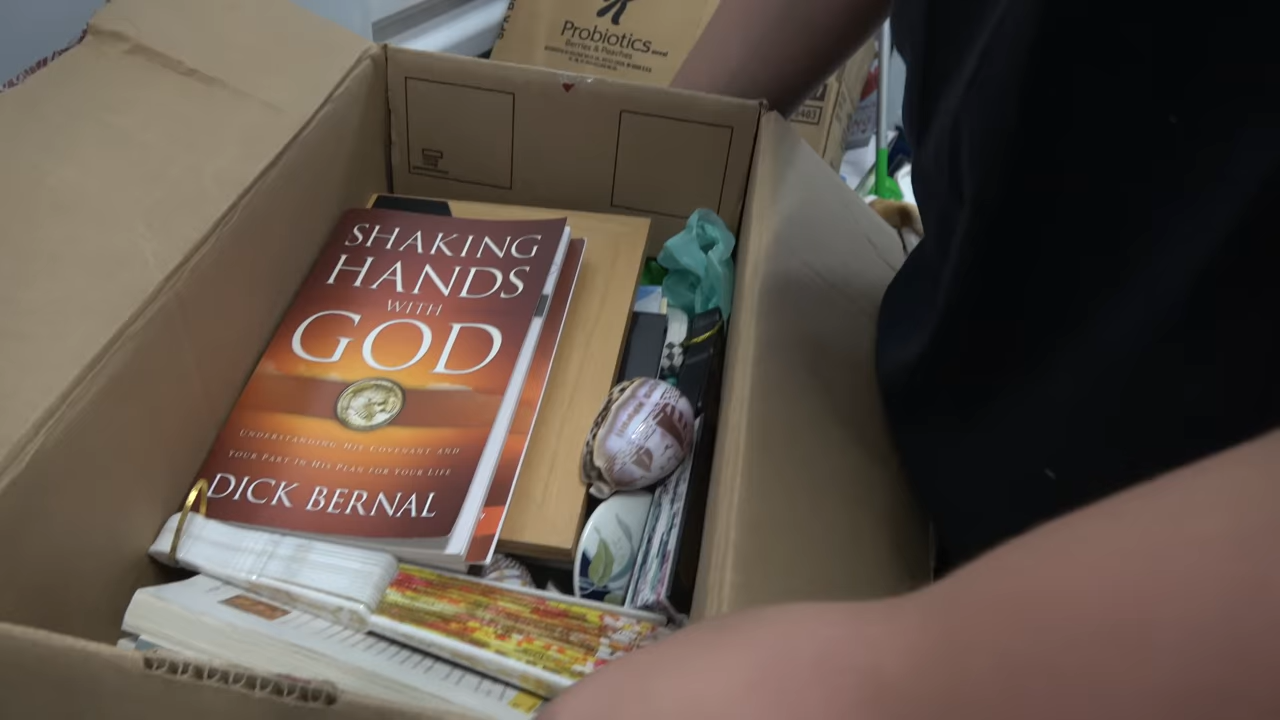 Probiotics
Berries & Peaches
SHAKING
HANDS
WITH
GOD
UNDERSTANDING HIS COVENANT AND
YOUR PART IN HIS PLAN FOR YOUR LIFE
DICK BERNAL